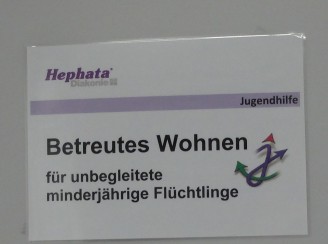 Hephata
Diakonie
Jugendhilfe
Betreutes Wohnen
für unbegleitete
minderjährige Flüchtlinge